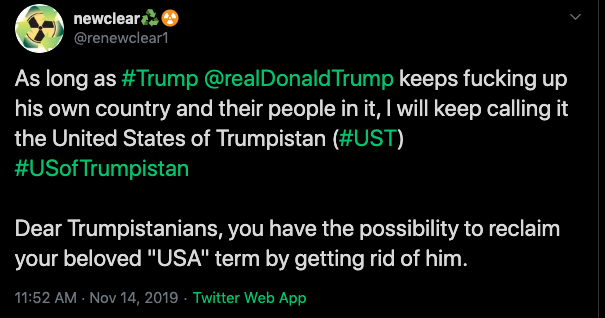 newclear♻️☢️
@renewclear1
As long as #Trump @realDonaldTrump keeps fucking up
his own country and their people in it, I will keep calling it
the United States of Trumpistan (#UST)
#USofTrumpistan
Dear Trumpistanians, you have the possibility to reclaim
your beloved "USA" term by getting rid of him.
11:52 AM · Nov 14, 2019 · Twitter Web App